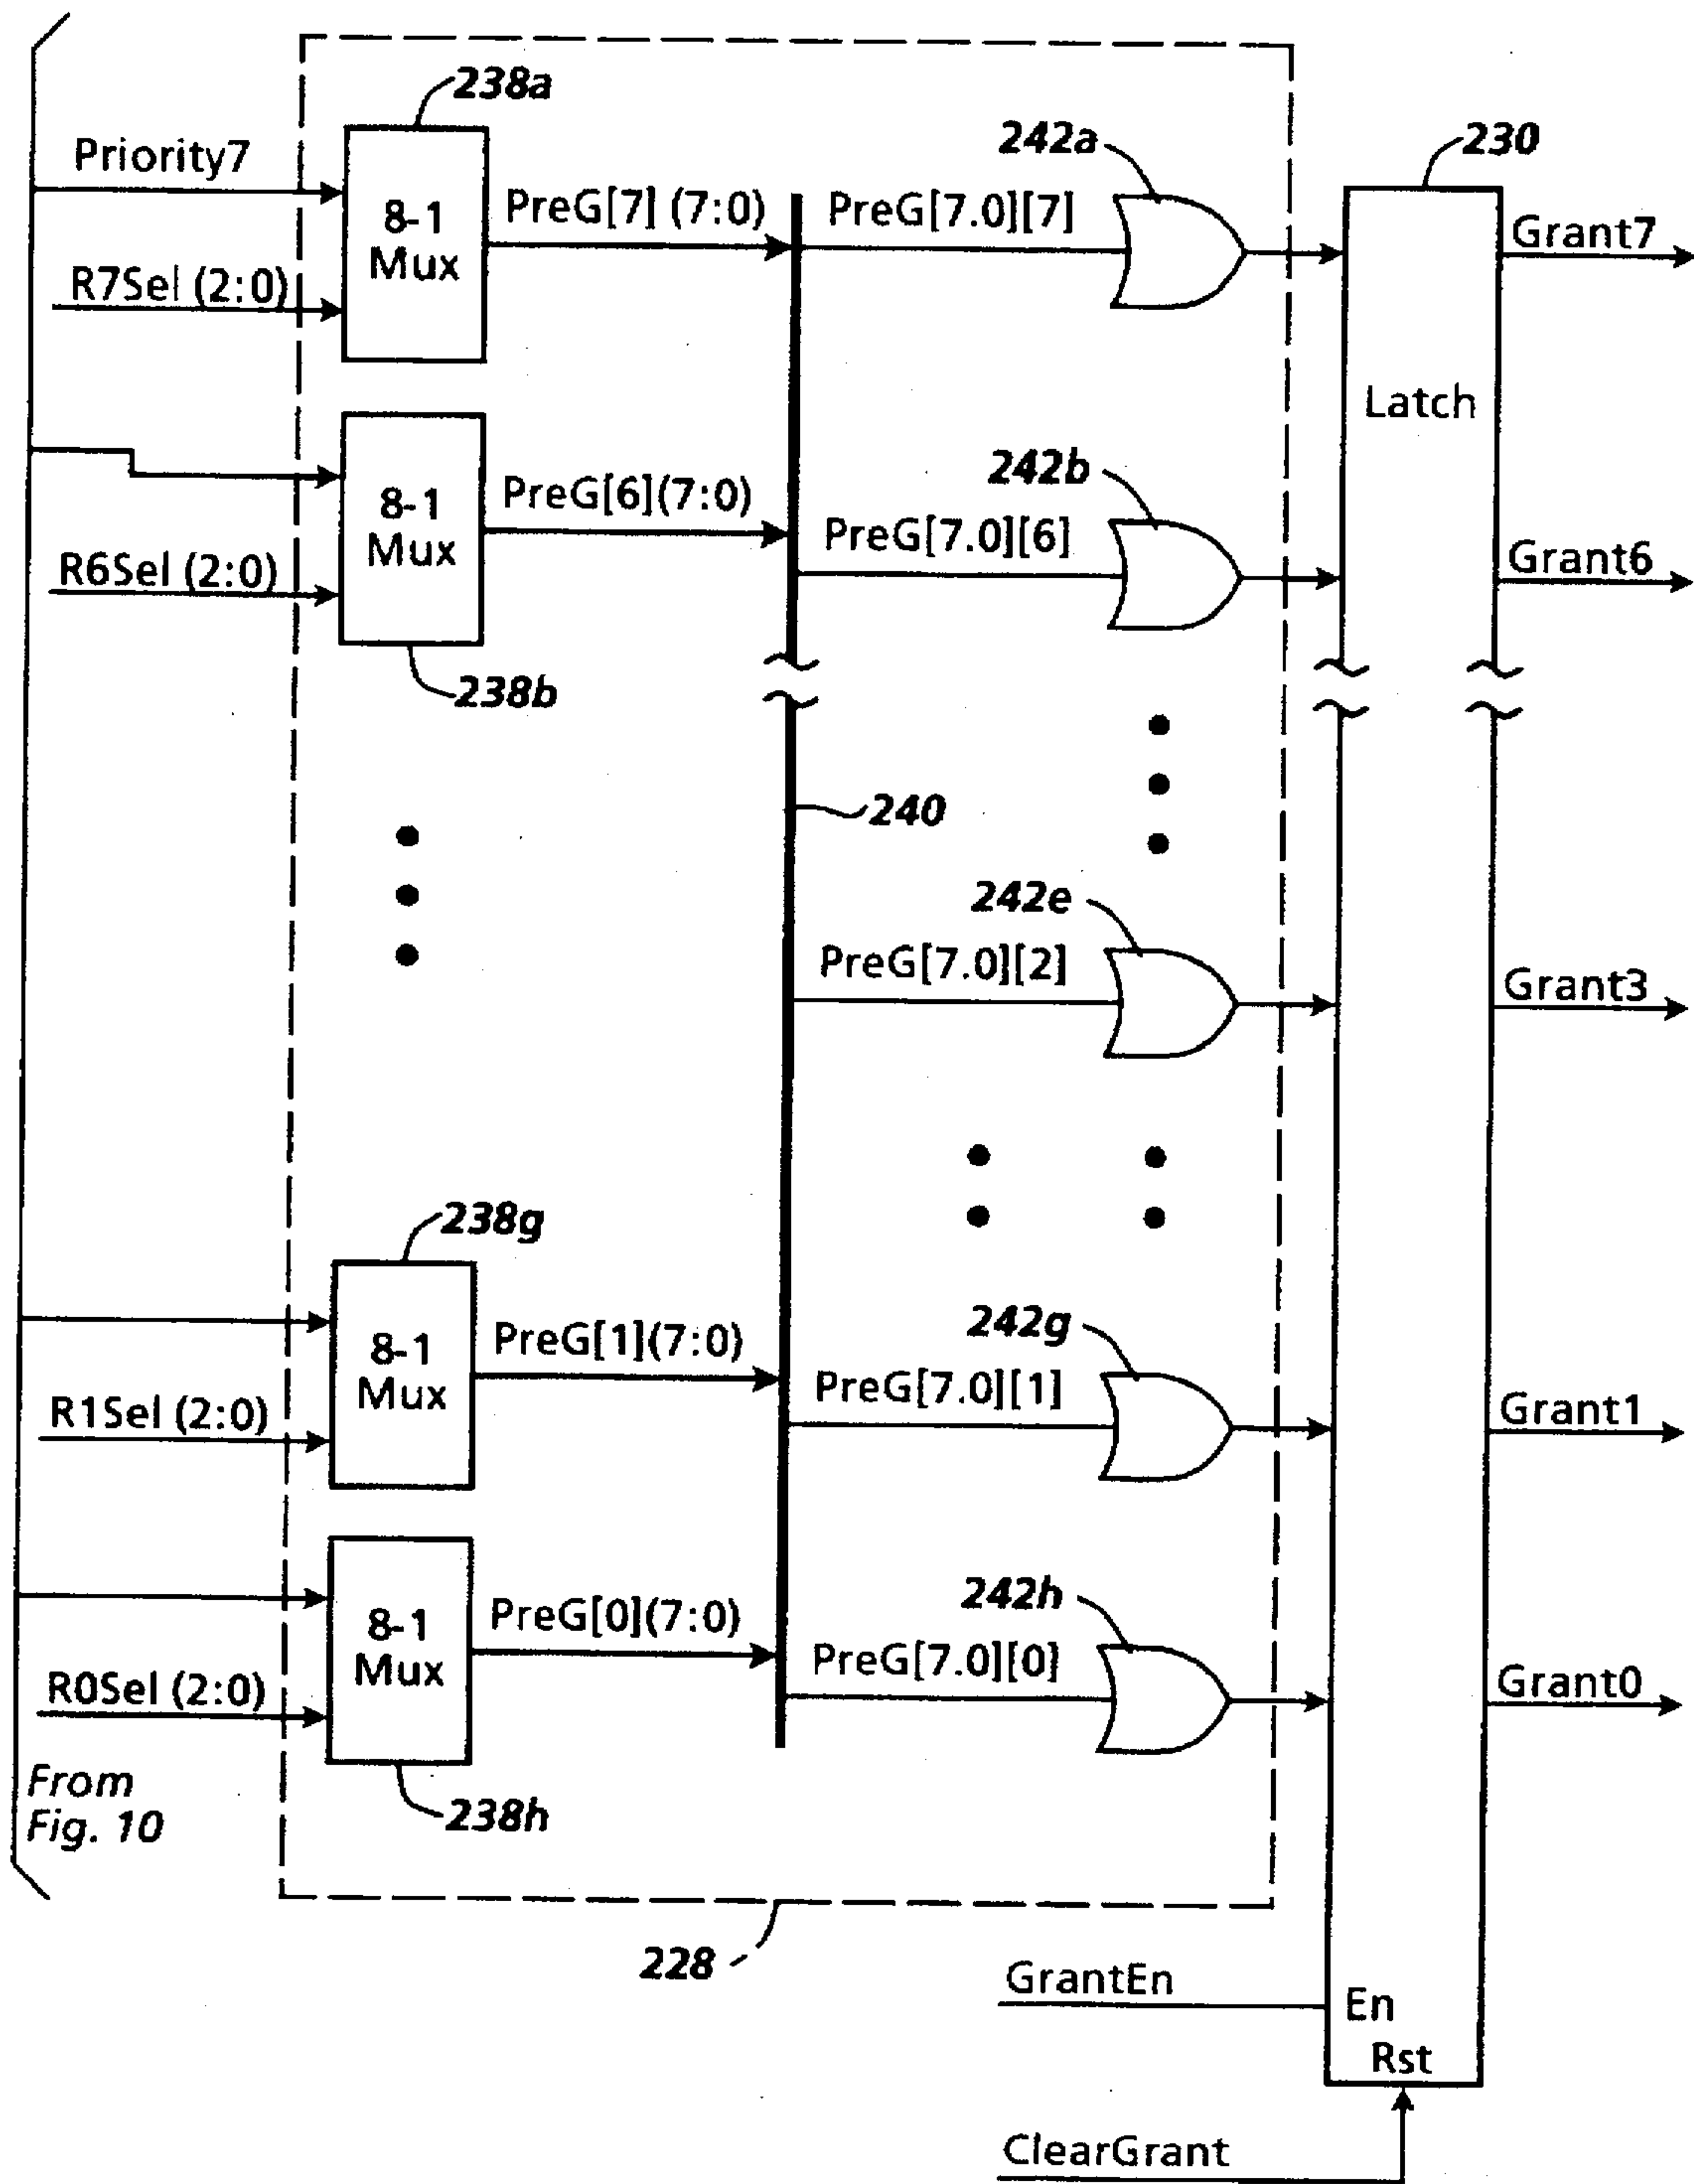 238a
242a
230
Priority7
8-1
Mux
PreG[7] (7:0)
PreG[7.0][7]
Grant7
R7Sel (2:0)
Latch
242b
8-1
Mux
PreG[6](7:0)
PreG[7.0][6]
Grant6
R6Sel (2:0)
238b
240
242e
PreG[7.0][2]
Grant3
238g
242g
8-1
Mux
PreG[1](7:0)
PreG[7.0][1]
Grant1
R1Sel (2:0)
242h
8-1
Mux
PreG[0](7:0)
PreG[7.0][0]
Grant0
R0Sel (2:0)
From
Fig. 10
238h
228
GrantEn
En
Rst
ClearGrant